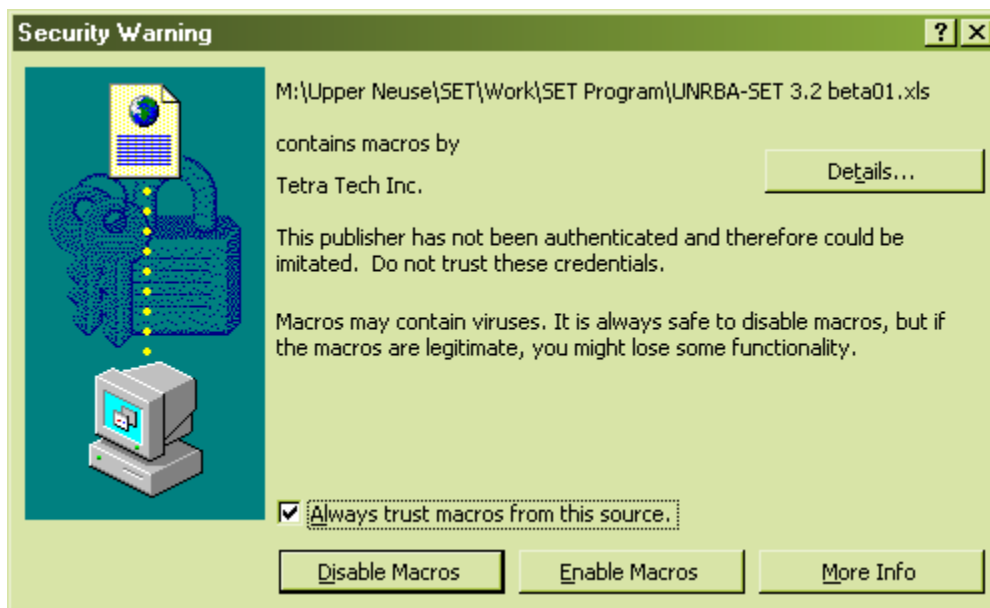 Security Warning
M:\Upper Neuse\SET\Work\SET Program\UNRBA-SET 3.2 beta01.xls
contains macros by
Details...
Tetra Tech Inc.
This publisher has not been authenticated and therefore could be
imitated.  Do not trust these credentials.
Macros may contain viruses. It is always safe to disable macros, but if
the macros are legitimate, you might lose some functionality.
Always trust macros from this source.
Disable Macros
Enable Macros
More Info